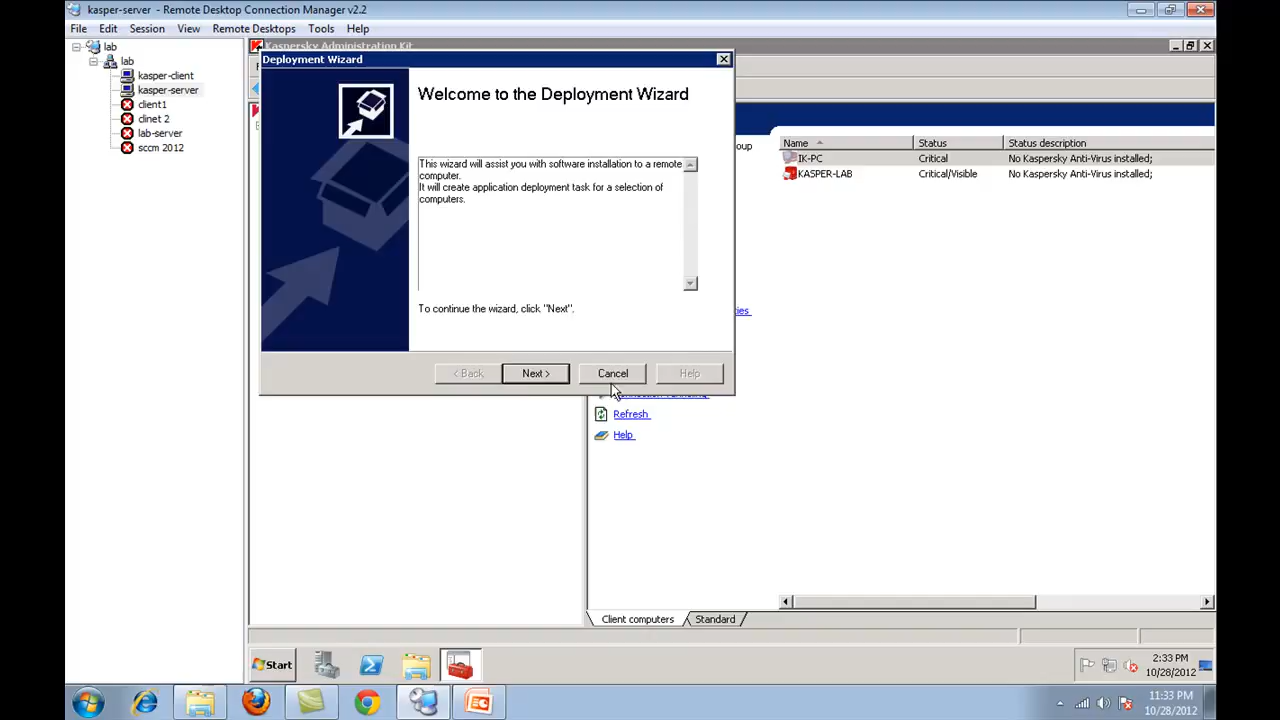 kasper-server - Remote Desktop Connection Manager v2.2
File Edit Session View Remote Desktops Tools Help
lab
lab
kasper-client
kasper-server
client1
clinet 2
lab-server
sccm 2012
Kaspersky Administration Kit
Deployment Wizard
Welcome to the Deployment Wizard
This wizard will assist you with software installation to a remote
computer.
It will create application deployment task for a selection of
computers.
To continue the wizard, click "Next".
< Back Next > Cancel Help
oup
Name Status Status description
IK-PC Critical No Kaspersky Anti-Virus installed;
KASPER-LAB Critical/Visible No Kaspersky Anti-Virus installed;
ies
Refresh
Help
Client computers Standard
Start
2:33 PM
10/28/2012
11:33 PM
10/28/2012